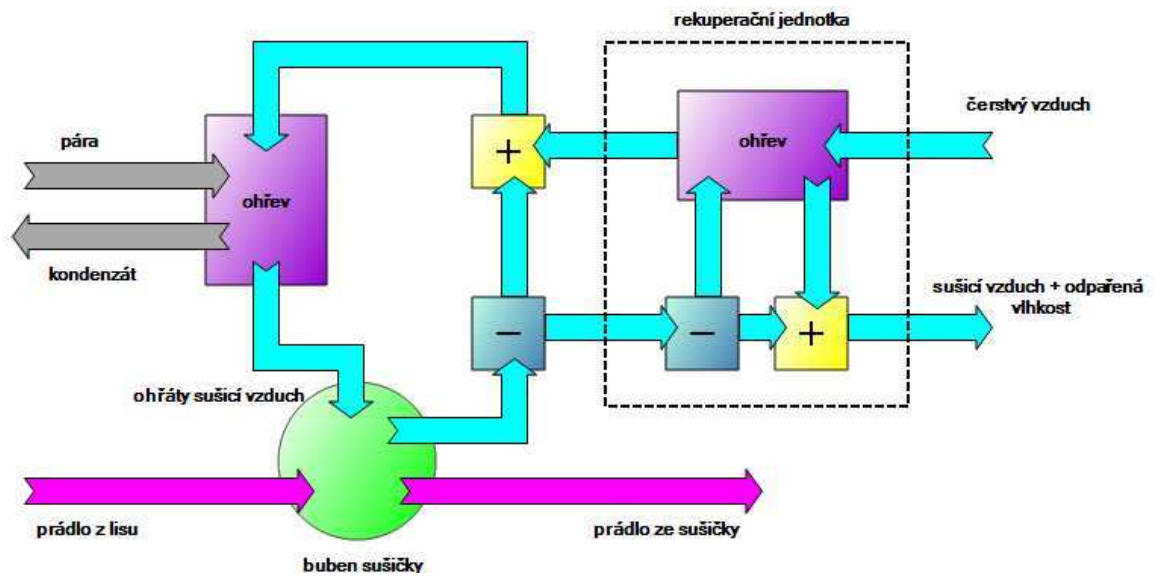 rekuperační jednotka
čerstvý vzduch
pára
+
ohřev
ohřev
kondenzát
sušicí vzduch + odpařená
vlhkost
−
−
+
ohřáty sušicí vzduch
prádlo z lisu
prádlo ze sušičky
buben sušičky